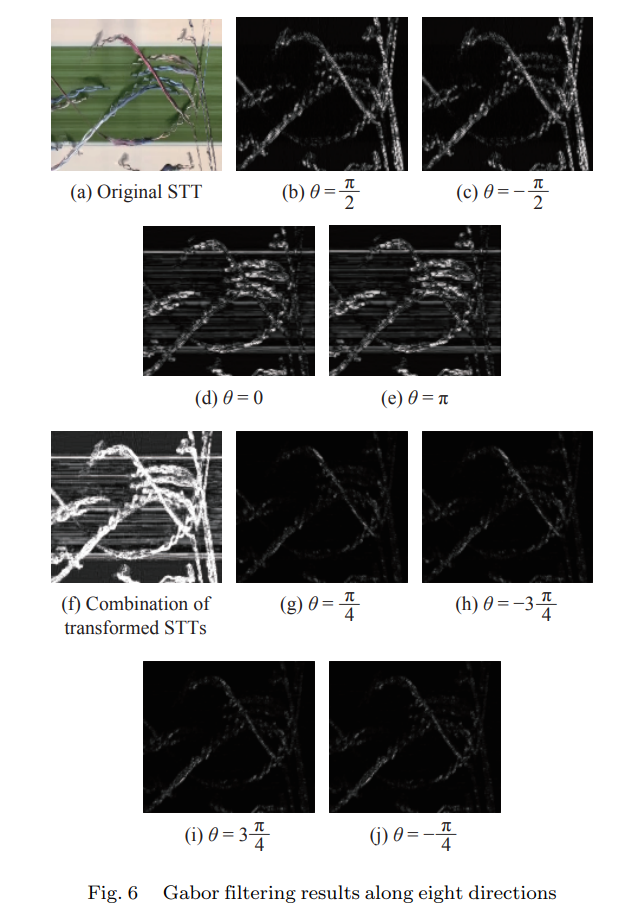 (a) Original STT
(b) θ = π/2
(c) θ = −π/2
(d) θ = 0
(e) θ = π
(f) Combination of
transformed STTs
(g) θ = π/4
(h) θ = −3π/4
(i) θ = 3π/4
(j) θ = −π/4
Fig. 6 Gabor filtering results along eight directions